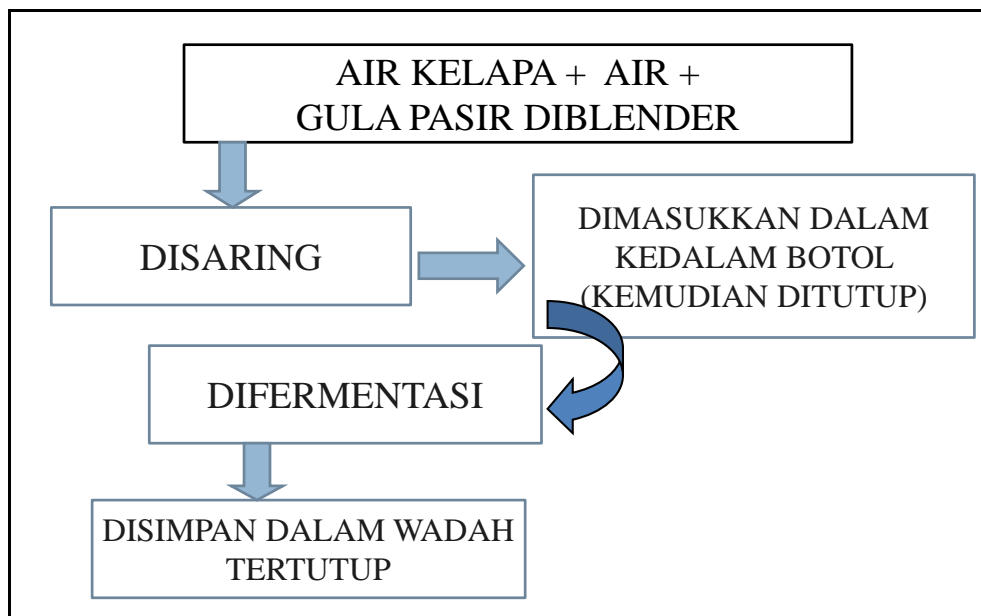 AIR KELAPA + AIR +
GULA PASIR DIBLENDER
DISARING
DIMASUKKAN DALAM
KEDALAM BOTOL
(KEMUDIAN DITUTUP)
DIFERMENTASI
DISIMPAN DALAM WADAH
TERTUTUP